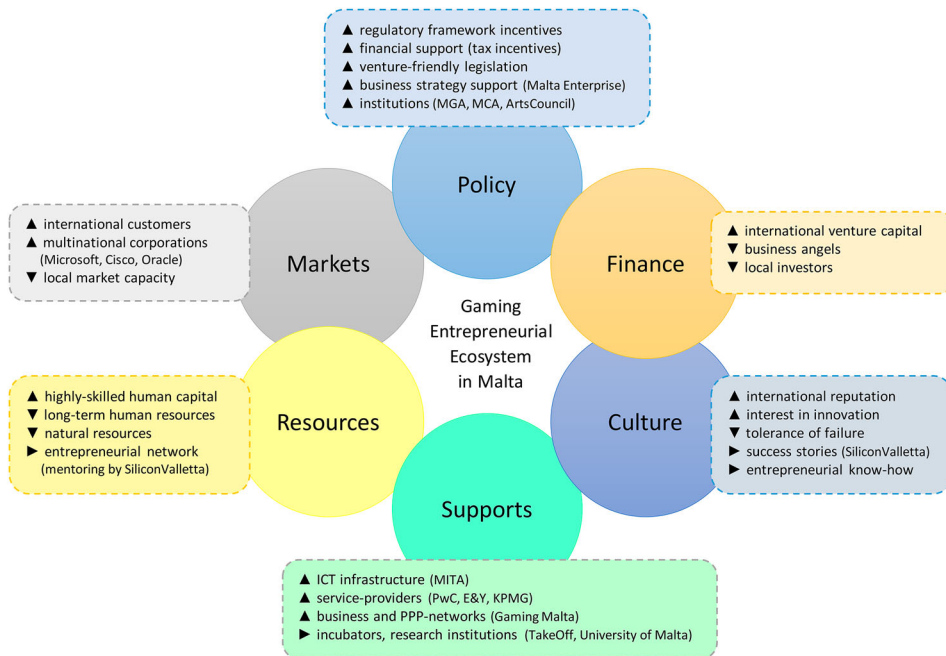 ▲ regulatory framework incentives
▲ financial support (tax incentives)
▲ venture-friendly legislation
▲ business strategy support (Malta Enterprise)
▲ institutions (MGA, MCA, ArtsCouncil)
Policy
▲ international customers
▲ multinational corporations
(Microsoft, Cisco, Oracle)
▼ local market capacity
Markets
Finance
▲ international venture capital
▼ business angels
▼ local investors
Gaming
Entrepreneurial
Ecosystem
in Malta
▲ highly-skilled human capital
▼ long-term human resources
▼ natural resources
► entrepreneurial network
(mentoring by SiliconValletta)
Resources
Culture
▲ international reputation
▲ interest in innovation
▼ tolerance of failure
► success stories (SiliconValletta)
► entrepreneurial know-how
Supports
▲ ICT infrastructure (MITA)
▲ service-providers (PwC, E&Y, KPMG)
▲ business and PPP-networks (Gaming Malta)
► incubators, research institutions (TakeOff, University of Malta)